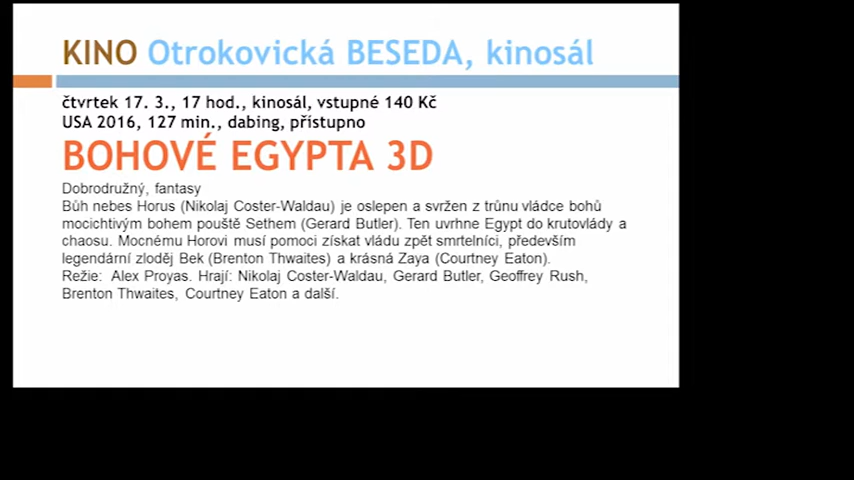 KINO Otrokovická BESEDA, kinosál
čtvrtek 17. 3., 17 hod., kinosál, vstupné 140 Kč
USA 2016, 127 min., dabing, přístupno
BOHOVÉ EGYPTA 3D
Dobrodružný, fantasy
Bůh nebes Horus (Nikolaj Coster-Waldau) je oslepen a svržen z trůnu vládce bohů
mocichtivým bohem pouště Sethem (Gerard Butler). Ten uvrhne Egypt do krutovlády a
chaosu. Mocnému Horovi musí pomoci získat vládu zpět smrtelníci, především
legendární zloděj Bek (Brenton Thwaites) a krásná Zaya (Courtney Eaton).
Režie:  Alex Proyas. Hrají: Nikolaj Coster-Waldau, Gerard Butler, Geoffrey Rush,
Brenton Thwaites, Courtney Eaton a další.